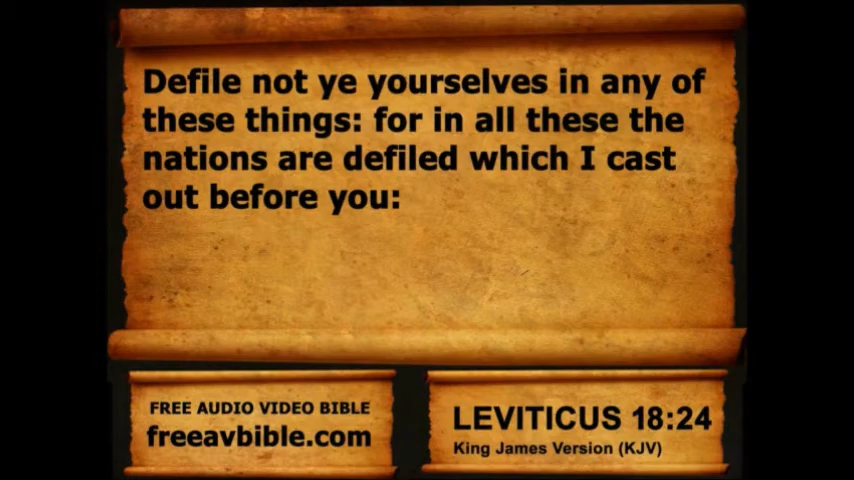 Defile not ye yourselves in any of
these things: for in all these the
nations are defiled which I cast
out before you:
FREE AUDIO VIDEO BIBLE
freeavbible.com
LEVITICUS 18:24
King James Version (KJV)